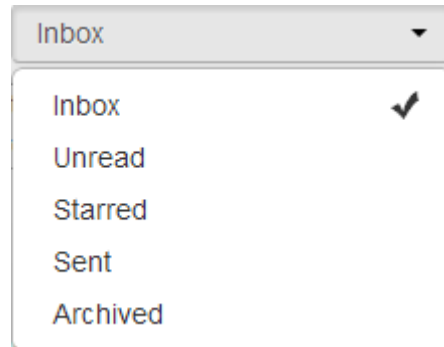 Inbox
Inbox
Unread
Starred
Sent
Archived